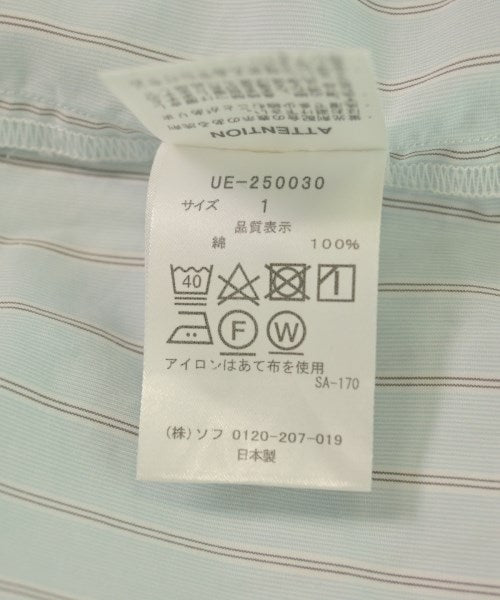 ATTENTION
UE-250030
サイズ 1
品質表示
綿 100%
40
F W
アイロンはあて布を使用
SA-170
(株)ソフ 0120-207-019
日本製